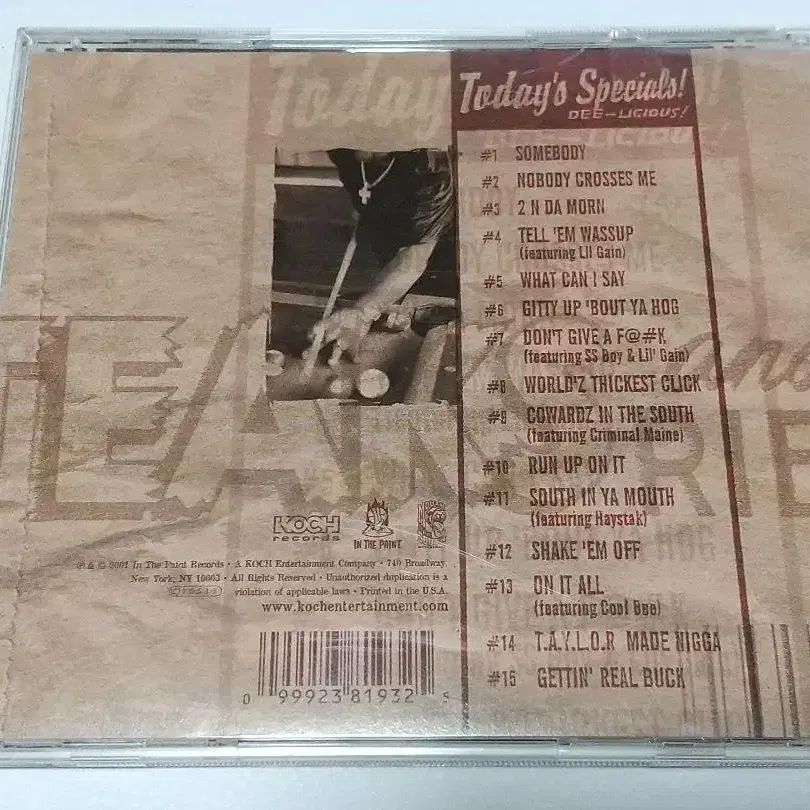 Today's Specials!
DEE-LICIOUS!
#1 SOMEBODY
#2 NOBODY CROSSES ME
#3 2 N DA MORN
#4 TELL 'EM WASSUP
(featuring Lil Gain)
#5 WHAT CAN I SAY
#6 GITTY UP 'BOUT YA HOG
#7 DON'T GIVE A F@#K
(featuring SS Boy & Lil' Gain)
#8 WORLD'Z THICKEST CLICK
#9 COWARDZ IN THE SOUTH
(featuring Criminal Maine)
#10 RUN UP ON IT
#11 SOUTH IN YA MOUTH
(featuring Haystak)
#12 SHAKE 'EM OFF
#13 ON IT ALL
(featuring Cool Bee)
#14 T.A.Y.L.O.R MADE NIGGA
#15 GETTIN' REAL BUCK
KOCH
records
IN THE PAINT
℗ & © 2001 In The Paint Records • A KOCH Entertainment Company • 740 Broadway
New York, NY 10003 • All Rights Reserved • Unauthorized duplication is a
violation of applicable laws • Printed in the U.S.A.
www.kochentertainment.com
0 99923 81932 5